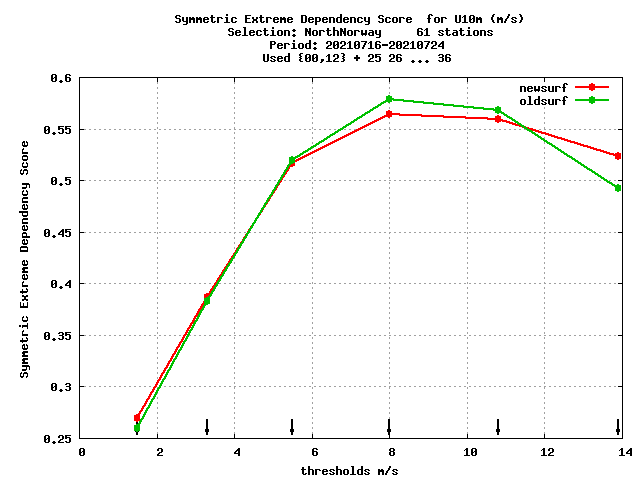 Symmetric Extreme Dependency Score  for U10m (m/s)
Selection: NorthNorway     61 stations
Period: 20210716-20210724
Used {00,12} + 25 26 ... 36
newsurf
oldsurf
Symmetric Extreme Dependency Score
0.6
0.55
0.5
0.45
0.4
0.35
0.3
0.25
0 2 4 6 8 10 12 14
thresholds m/s